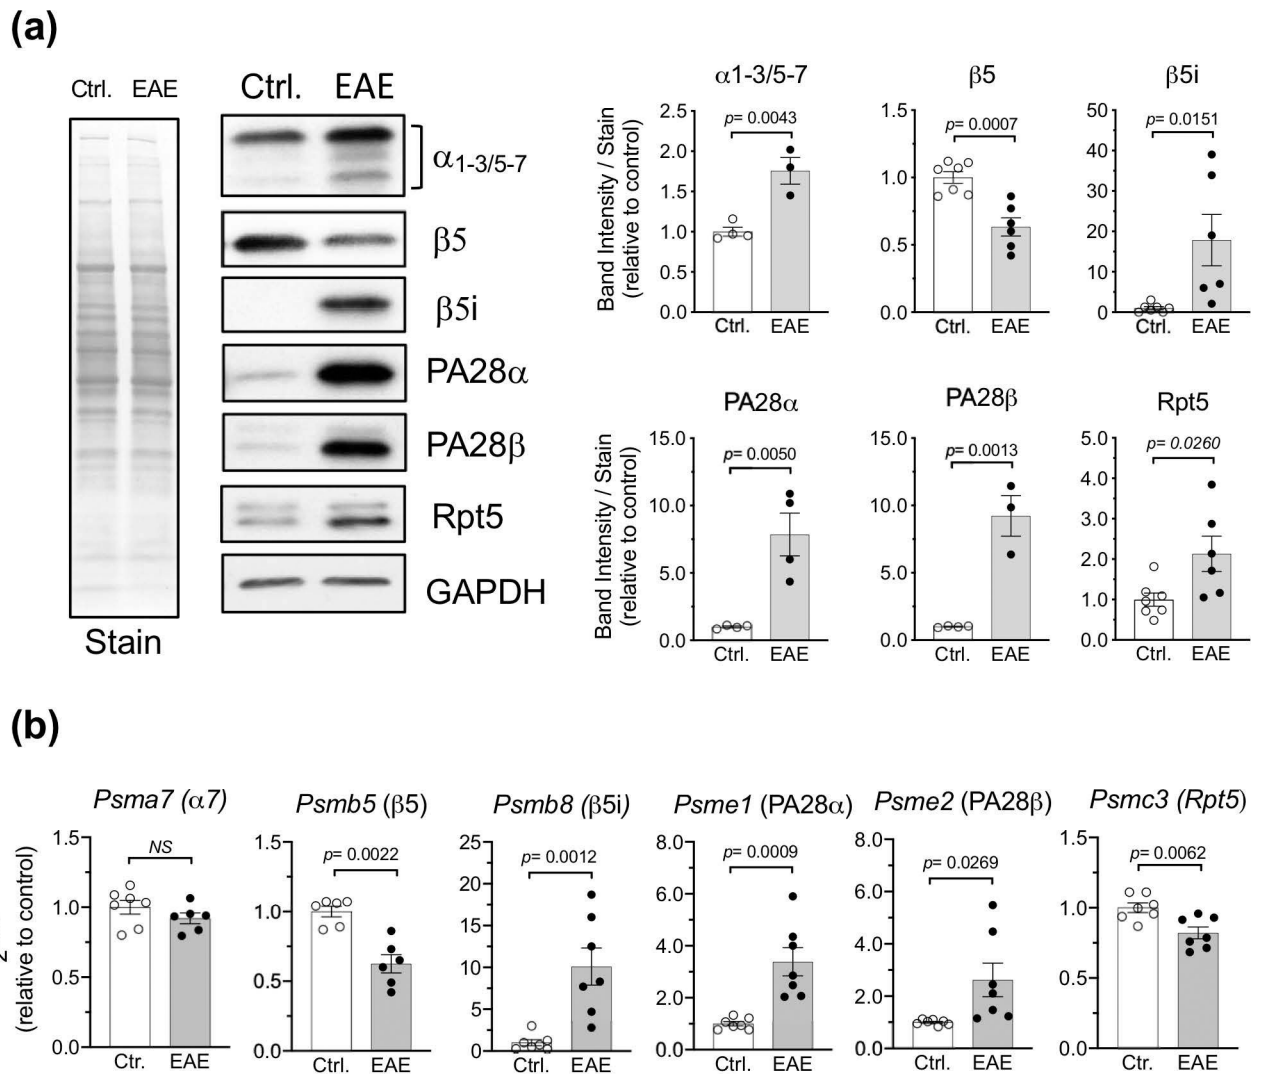 (a)
Ctrl. EAE
Stain
Ctrl. EAE
α1-3/5-7
β5
β5i
PA28α
PA28β
Rpt5
GAPDH
α1-3/5-7
Band Intensity / Stain
(relative to control)
2.5
2.0
1.5
1.0
0.5
0.0
p= 0.0043
Ctrl. EAE
β5
1.5
1.0
0.5
0.0
p= 0.0007
Ctrl. EAE
β5i
50
40
30
20
10
0
p= 0.0151
Ctrl. EAE
PA28α
Band Intensity / Stain
(relative to control)
15.0
10.0
5.0
0.0
p= 0.0050
Ctrl. EAE
PA28β
15.0
10.0
5.0
0.0
p= 0.0013
Ctrl. EAE
Rpt5
5.0
4.0
3.0
2.0
1.0
0.0
p= 0.0260
Ctrl. EAE
(b)
(relative to control)
Psma7 (α7)
1.5
1.0
0.5
0.0
NS
Ctr. EAE
Psmb5 (β5)
1.5
1.0
0.5
0.0
p= 0.0022
Ctrl. EAE
Psmb8 (β5i)
25
20
15
10
5
0
p= 0.0012
Ctrl. EAE
Psme1 (PA28α)
8.0
6.0
4.0
2.0
0.0
p= 0.0009
Ctrl. EAE
Psme2 (PA28β)
8.0
6.0
4.0
2.0
0.0
p= 0.0269
Ctrl. EAE
Psmc3 (Rpt5)
1.5
1.0
0.5
0.0
p= 0.0062
Ctr. EAE